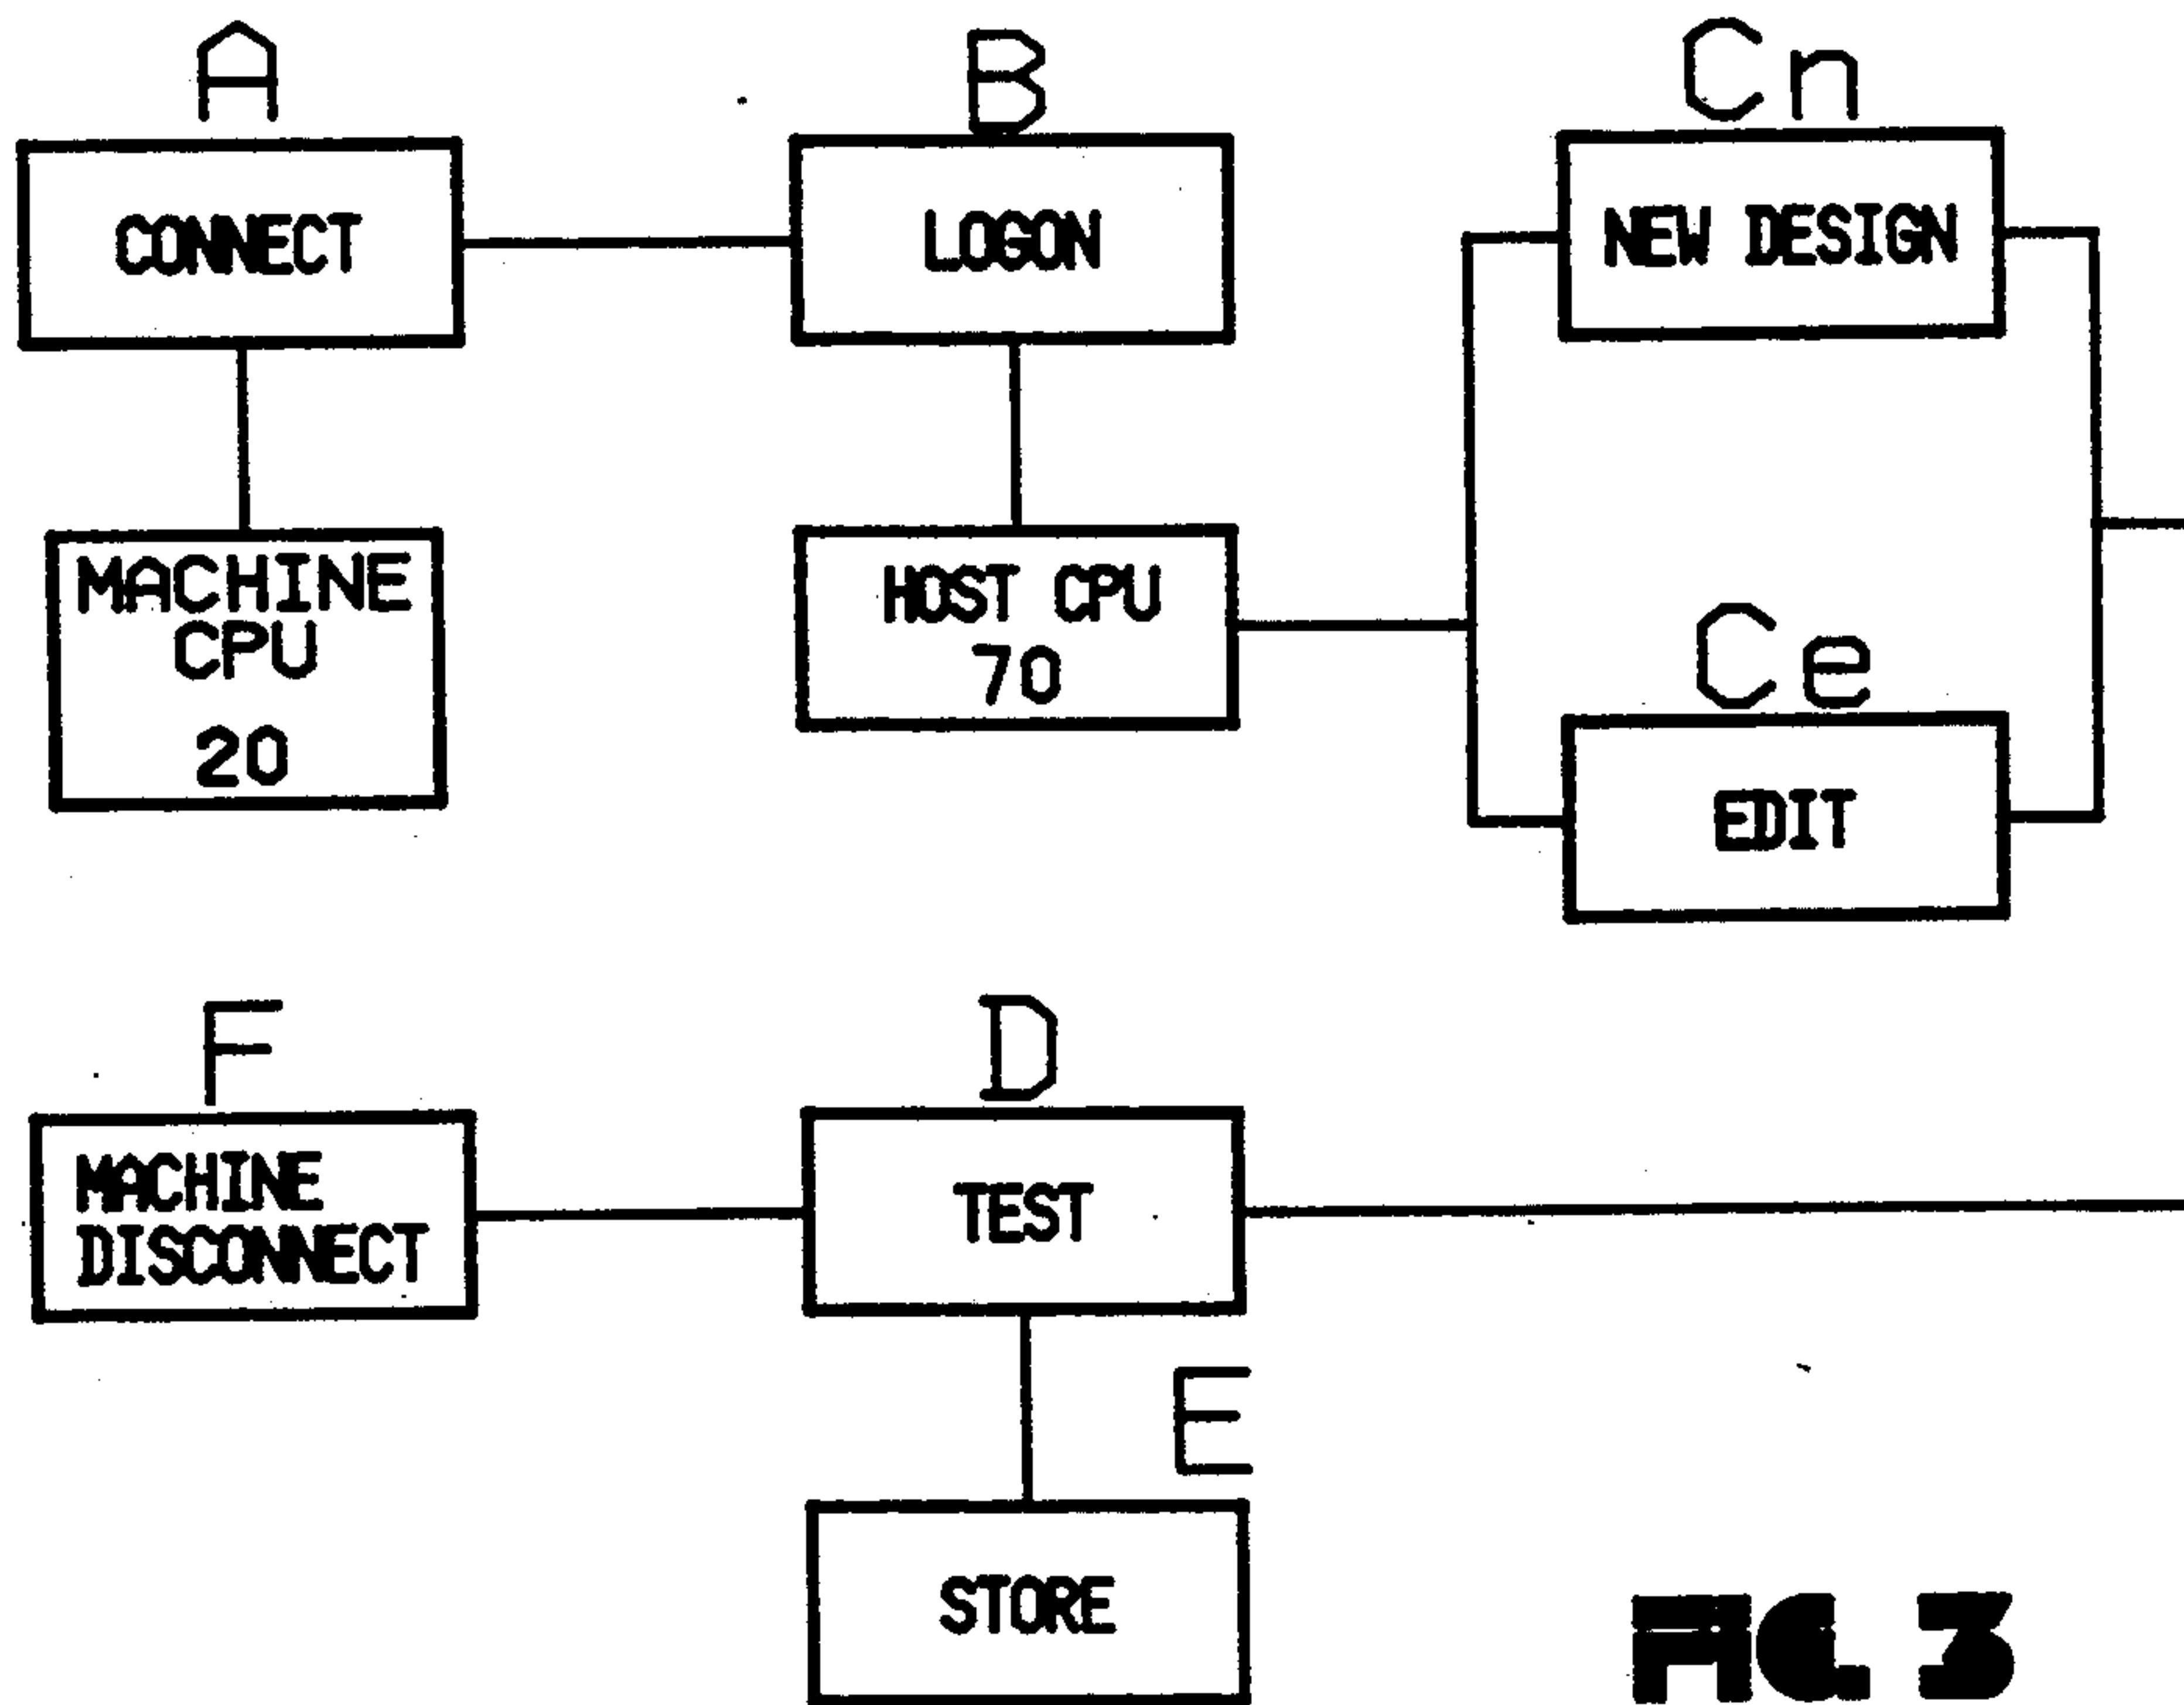 A
CONNECT
B
LOGON
Cn
NEW DESIGN
MACHINE
CPU
20
HOST CPU
70
Ce
EDIT
F
MACHINE
DISCONNECT
D
TEST
E
STORE
FIG 3